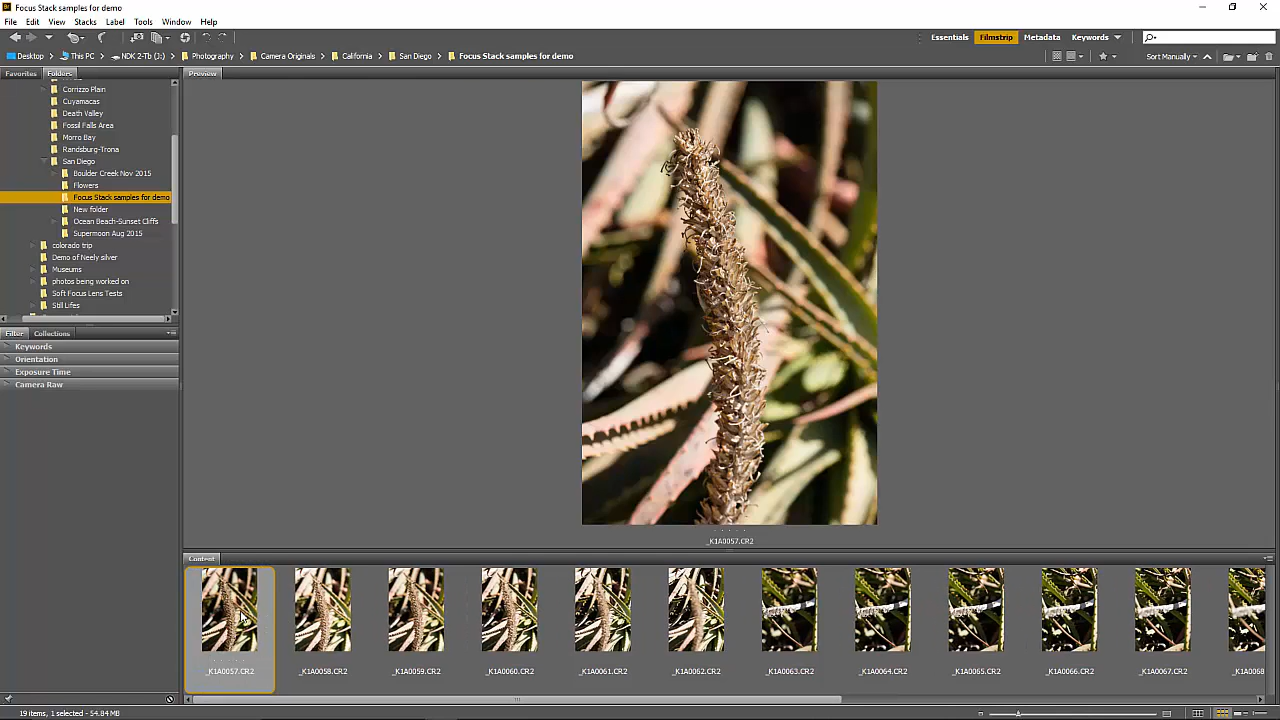 Br Focus Stack samples for demo
File Edit View Stacks Label Tools Window Help
Essentials Filmstrip Metadata Keywords
Desktop This PC NDK 2-Tb (J:) Photography Camera Originals California San Diego Focus Stack samples for demo Sort Manually
Favorites Folders Preview
Corrizo Plain
Cuyamacas
Death Valley
Fossil Falls Area
Morro Bay
Randsburg-Trona
San Diego
Boulder Creek Nov 2015
Flowers
Focus Stack samples for demo
New folder
Ocean Beach-Sunset Cliffs
Supermoon Aug 2015
colorado trip
Demo of Neely silver
Museums
photos being worked on
Soft Focus Lens Tests
Still Lifes
Filter Collections
Keywords
Orientation
Exposure Time
Camera Raw
_K1A0057.CR2
Content
_K1A0057.CR2 _K1A0058.CR2 _K1A0059.CR2 _K1A0060.CR2 _K1A0061.CR2 _K1A0062.CR2 _K1A0063.CR2 _K1A0064.CR2 _K1A0065.CR2 _K1A0066.CR2 _K1A0067.CR2 _K1A0068
19 items, 1 selected - 54.84 MB